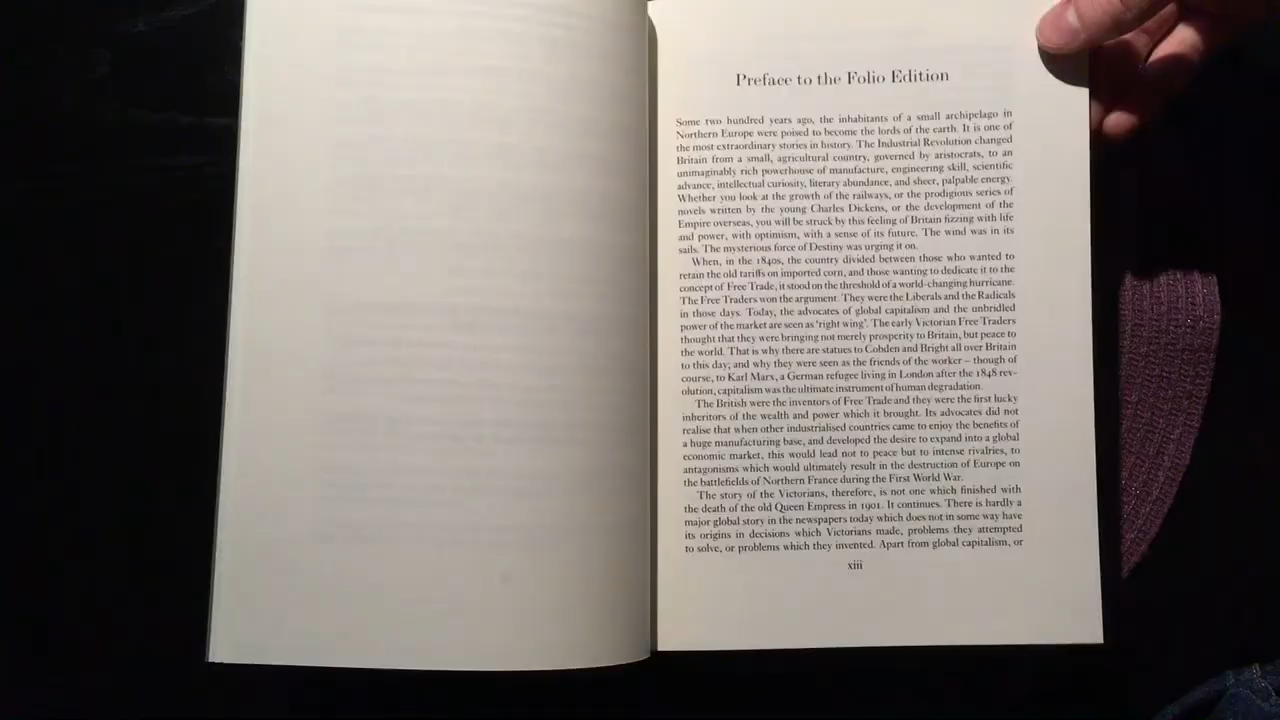 Preface to the Folio Edition
Some two hundred years ago, the inhabitants of a small archipelago in
Northern Europe were poised to become the lords of the earth. It is one of
the most extraordinary stories in history. The Industrial Revolution changed
Britain from a small, agricultural country, governed by aristocrats, to an
unimaginably rich powerhouse of manufacture, engineering skill, scientific
advance, intellectual curiosity, literary abundance, and sheer, palpable energy.
Whether you look at the growth of the railways, or the prodigious series of
novels written by the young Charles Dickens, or the development of the
Empire overseas, you will be struck by this feeling of Britain fizzing with life
and power, with optimism, with a sense of its future. The wind was in its
sails. The mysterious force of Destiny was urging it on.
When, in the 1840s, the country divided between those who wanted to
retain the old tariffs on imported corn, and those wanting to dedicate it to the
concept of Free Trade, it stood on the threshold of a world-changing hurricane.
The Free Traders won the argument. They were the Liberals and the Radicals
in those days. Today, the advocates of global capitalism and the unbridled
power of the market are seen as 'right wing'. The early Victorian Free Traders
thought that they were bringing not merely prosperity to Britain, but peace to
the world. That is why there are statues to Cobden and Bright all over Britain
to this day; and why they were seen as the friends of the worker – though of
course, to Karl Marx, a German refugee living in London after the 1848 rev-
olution, capitalism was the ultimate instrument of human degradation.
The British were the inventors of Free Trade and they were the first lucky
inheritors of the wealth and power which it brought. Its advocates did not
realise that when other industrialised countries came to enjoy the benefits of
a huge manufacturing base, and developed the desire to expand into a global
economic market, this would lead not to peace but to intense rivalries, to
antagonisms which would ultimately result in the destruction of Europe on
the battlefields of Northern France during the First World War.
The story of the Victorians, therefore, is not one which finished with
the death of the old Queen Empress in 1901. It continues. There is hardly a
major global story in the newspapers today which does not in some way have
its origins in decisions which Victorians made, problems they attempted
to solve, or problems which they invented. Apart from global capitalism, or
xiii